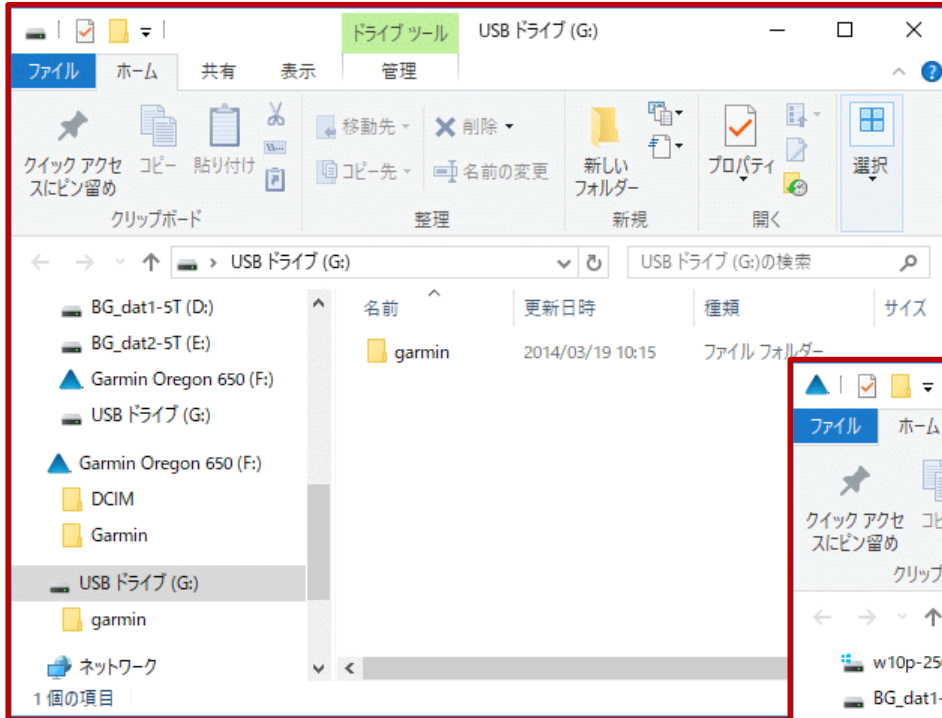 ドライブ ツール USB ドライブ (G:)
ファイル ホーム 共有 表示 管理
クイック アクセスにピン留め
コピー
貼り付け
クリップボード
移動先
コピー先
削除
名前の変更
整理
新しいフォルダー
新規
プロパティ
開く
選択
USB ドライブ (G:)
USB ドライブ (G:)の検索
BG_dat1-5T (D:)
BG_dat2-5T (E:)
Garmin Oregon 650 (F:)
USB ドライブ (G:)
Garmin Oregon 650 (F:)
DCIM
Garmin
USB ドライブ (G:)
garmin
ネットワーク
名前 更新日時 種類 サイズ
garmin 2014/03/19 10:15 ファイル フォルダー
1 個の項目
ファイル ホーム
クイック アクセスにピン留め
コピ
クリップ
w10p-25
BG_dat1-